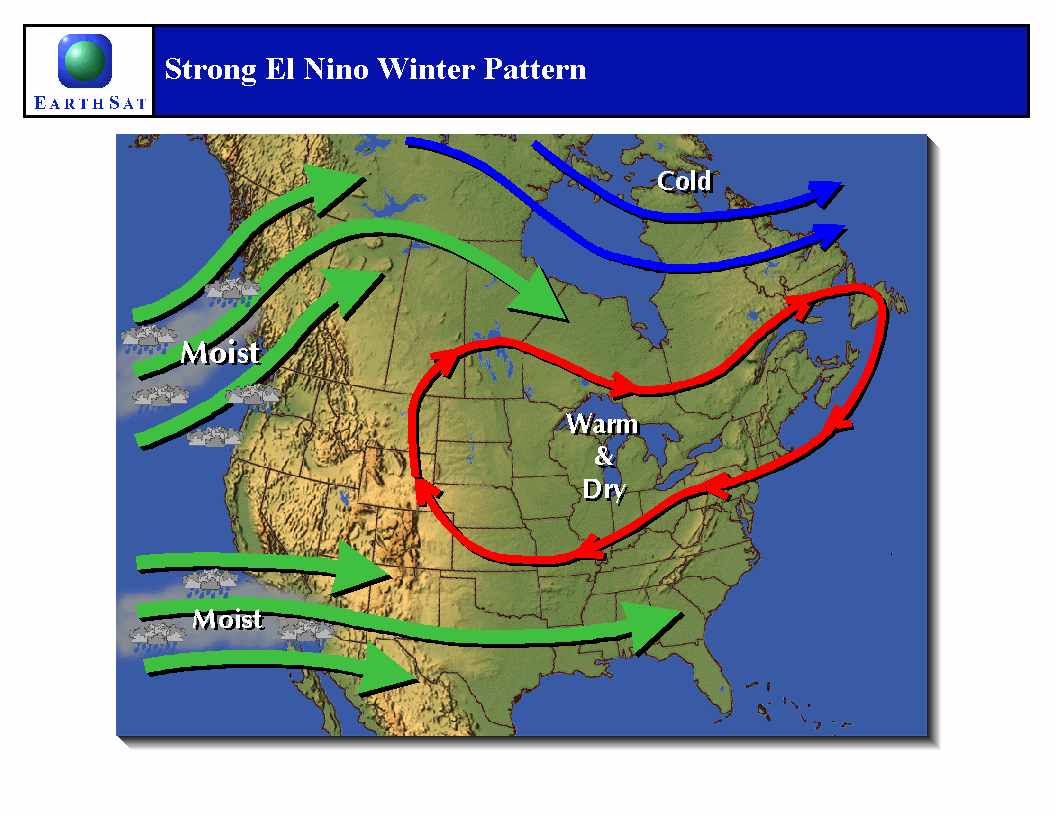 EARTHSAT
Strong El Nino Winter Pattern
Cold
Moist
Warm
&
Dry
Moist